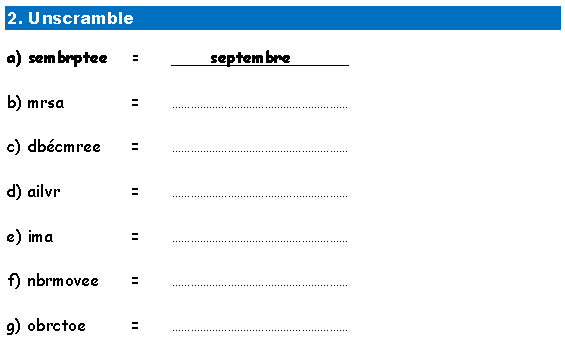 2. Unscramble
a) sembrptee = septembre
b) mrsa = ........................................................
c) dbécmree = ........................................................
d) ailvr = ........................................................
e) ima = ........................................................
f) nbrmovee = ........................................................
g) obrctoe = ........................................................